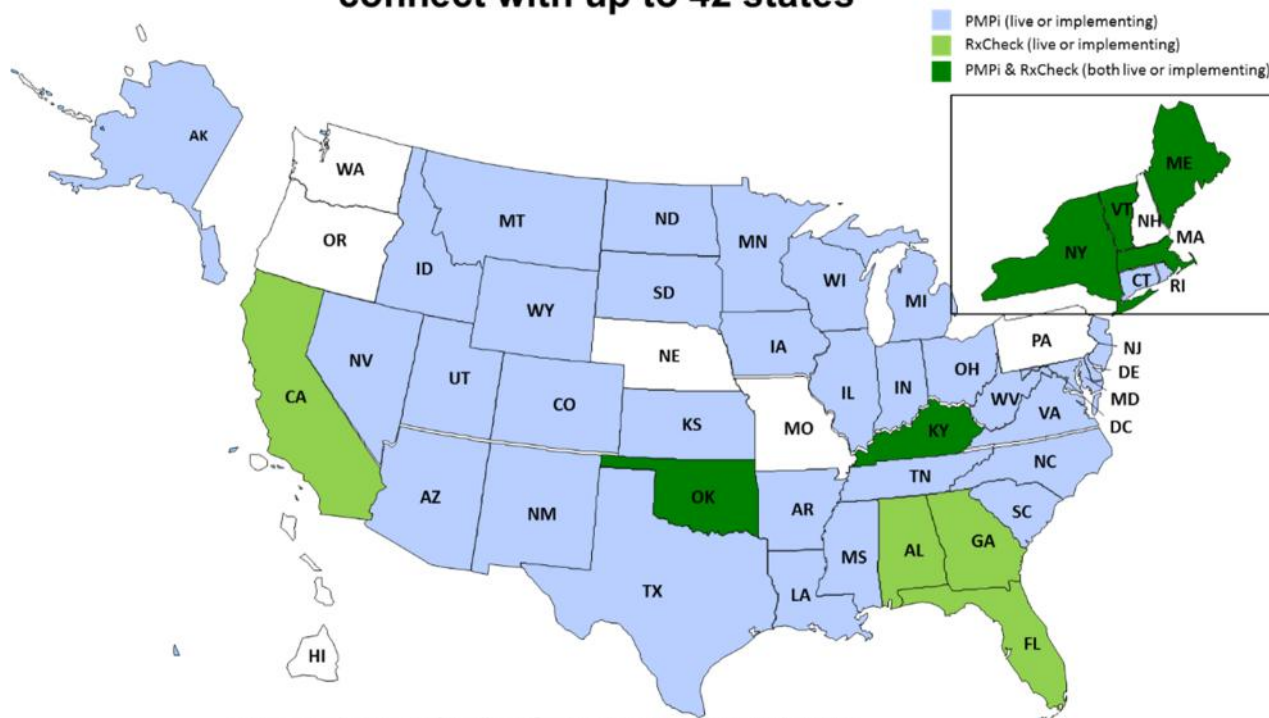 connect with up to 42 states
PMPi (live or implementing)
RxCheck (live or implementing)
PMPi & RxCheck (both live or implementing)
AK
WA
OR
CA
NV
ID
MT
WY
UT
AZ
CO
NM
ND
SD
NE
KS
OK
TX
MN
IA
MO
AR
LA
WI
IL
MI
IN
OH
KY
TN
MS
AL
GA
FL
SC
NC
VA
WV
PA
NJ
DE
MD
DC
ME
VT
NH
MA
NY
CT
RI
HI